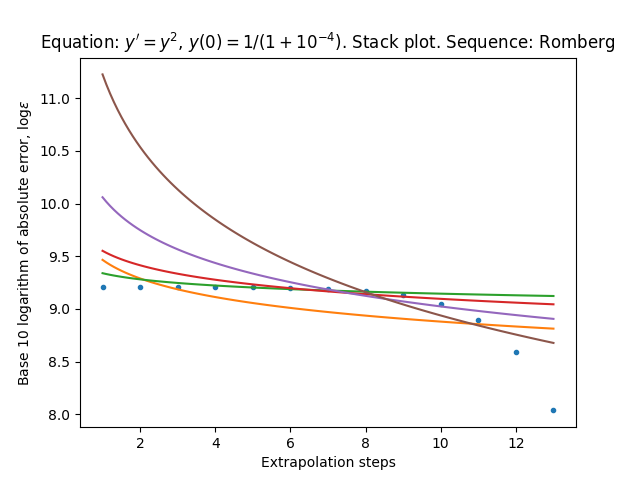 Equation: y′ = y², y(0) = 1/(1 + 10⁻⁴). Stack plot. Sequence: Romberg
Base 10 logarithm of absolute error, logε
11.0
10.5
10.0
9.5
9.0
8.5
8.0
2 4 6 8 10 12
Extrapolation steps